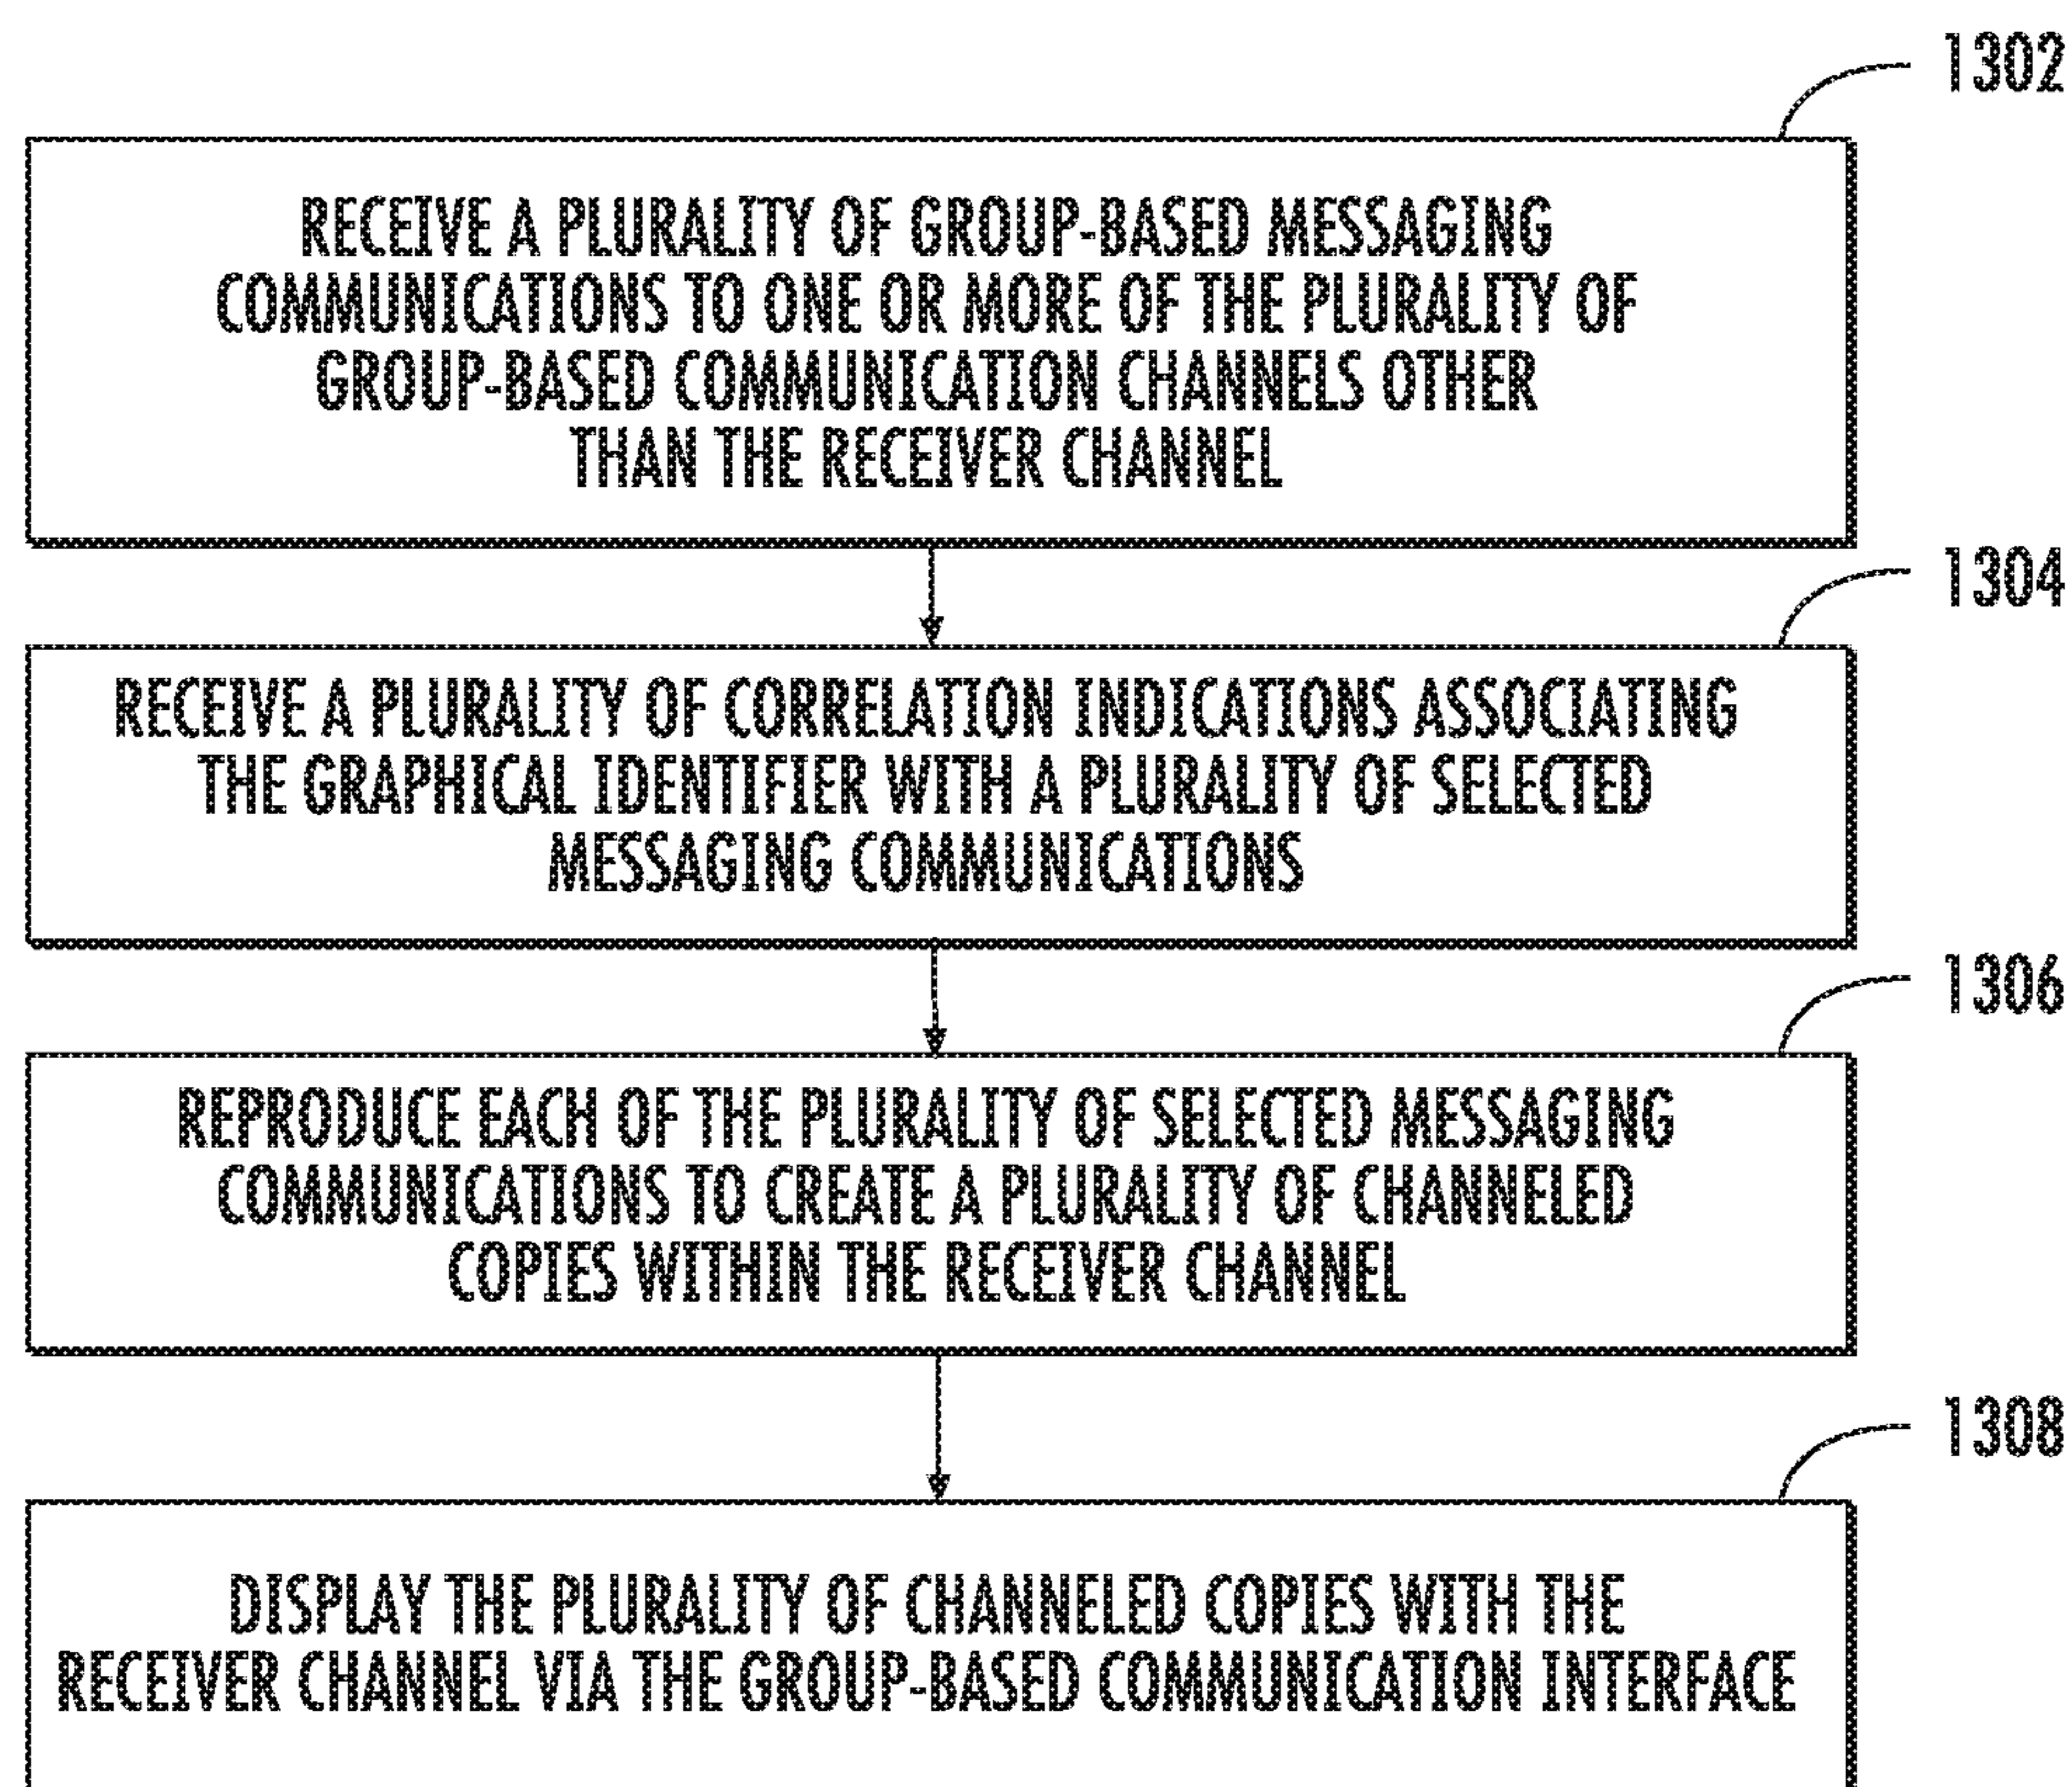 1302
RECEIVE A PLURALITY OF GROUP-BASED MESSAGING
COMMUNICATIONS TO ONE OR MORE OF THE PLURALITY OF
GROUP-BASED COMMUNICATION CHANNELS OTHER
THAN THE RECEIVER CHANNEL
1304
RECEIVE A PLURALITY OF CORRELATION INDICATIONS ASSOCIATING
THE GRAPHICAL IDENTIFIER WITH A PLURALITY OF SELECTED
MESSAGING COMMUNICATIONS
1306
REPRODUCE EACH OF THE PLURALITY OF SELECTED MESSAGING
COMMUNICATIONS TO CREATE A PLURALITY OF CHANNELED
COPIES WITHIN THE RECEIVER CHANNEL
1308
DISPLAY THE PLURALITY OF CHANNELED COPIES WITH THE
RECEIVER CHANNEL VIA THE GROUP-BASED COMMUNICATION INTERFACE